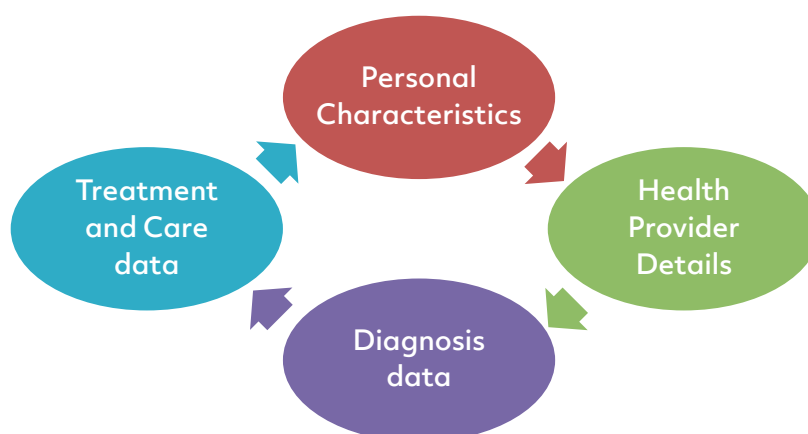 Personal
Characteristics
Health
Provider
Details
Diagnosis
data
Treatment
and Care
data